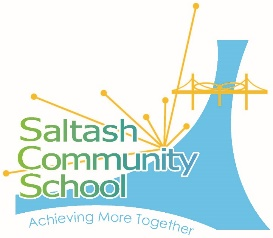 Saltash
Community
School
Achieving More Together